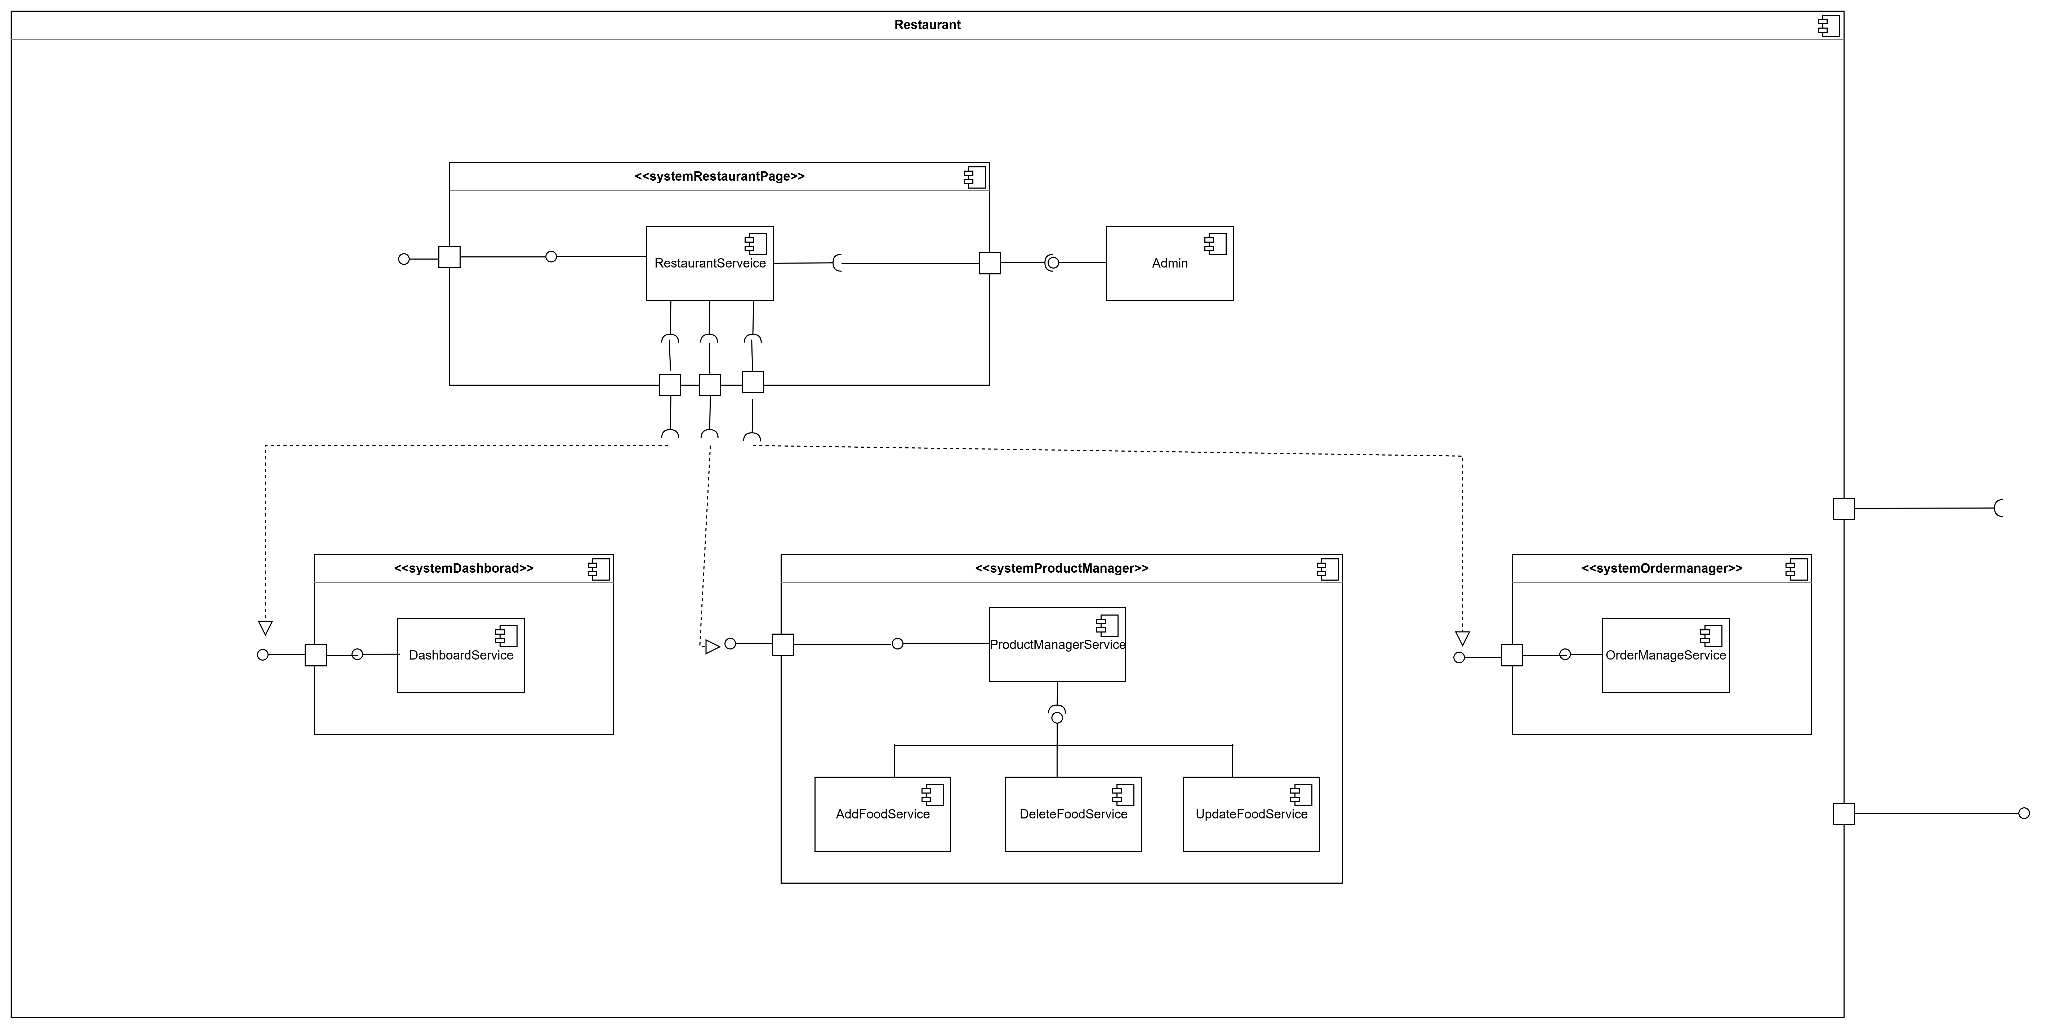 Restaurant
<<systemRestaurantPage>>
RestaurantServeice
Admin
<<systemDashborad>>
<<systemProductManager>>
<<systemOrdermanager>>
DashboardService
ProductManagerService
OrderManageService
AddFoodService
DeleteFoodService
UpdateFoodService